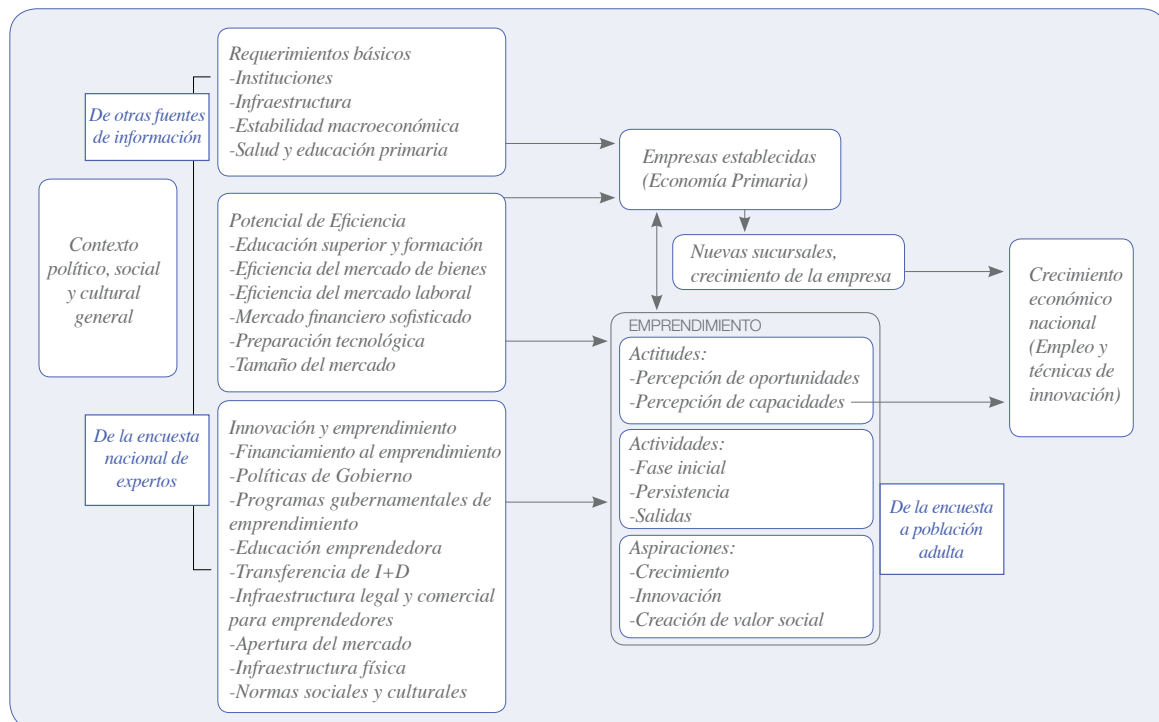 De otras fuentes
de información
Contexto
político, social
y cultural
general
De la encuesta
nacional de
expertos
Requerimientos básicos
-Instituciones
-Infraestructura
-Estabilidad macroeconómica
-Salud y educación primaria
Potencial de Eficiencia
-Educación superior y formación
-Eficiencia del mercado de bienes
-Eficiencia del mercado laboral
-Mercado financiero sofisticado
-Preparación tecnológica
-Tamaño del mercado
Innovación y emprendimiento
-Financiamiento al emprendimiento
-Políticas de Gobierno
-Programas gubernamentales de
emprendimiento
-Educación emprendedora
-Transferencia de I+D
-Infraestructura legal y comercial
para emprendedores
-Apertura del mercado
-Infraestructura física
-Normas sociales y culturales
Empresas establecidas
(Economía Primaria)
Nuevas sucursales,
crecimiento de la empresa
EMPRENDIMIENTO
Actitudes:
-Percepción de oportunidades
-Percepción de capacidades
Actividades:
-Fase inicial
-Persistencia
-Salidas
Aspiraciones:
-Crecimiento
-Innovación
-Creación de valor social
De la encuesta
a población
adulta
Crecimiento
económico
nacional
(Empleo y
técnicas de
innovación)